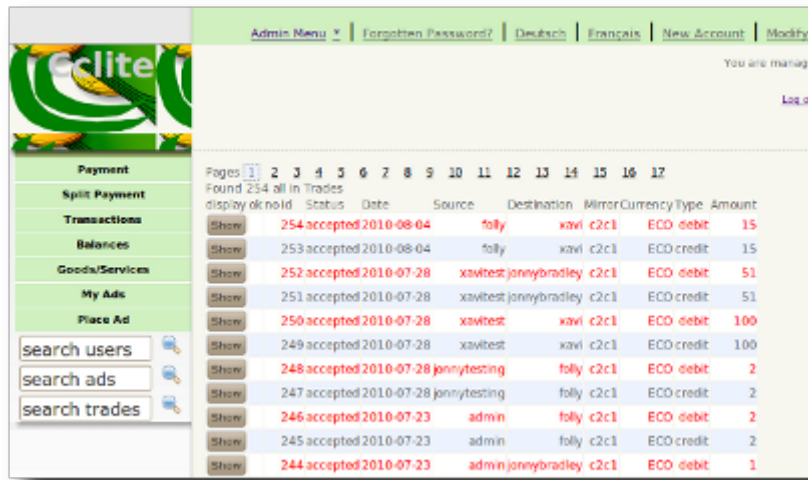 Admin Menu | Forgotten Password? | Deutsch | Français | New Account | Modify
Cclite
You are manag
Log o
Payment
Split Payment
Transactions
Balances
Goods/Services
My Ads
Place Ad
search users
search ads
search trades
Pages 1 2 3 4 5 6 7 8 9 10 11 12 13 14 15 16 17
Found 254 all in Trades
display ok no id Status Date Source Destination Mirror Currency Type Amount
Show 254 accepted 2010-08-04 folly xavi c2c1 ECO debit 15
Show 253 accepted 2010-08-04 folly xavi c2c1 ECO credit 15
Show 252 accepted 2010-07-28 xavitest jonnybradley c2c1 ECO debit 51
Show 251 accepted 2010-07-28 xavitest jonnybradley c2c1 ECO credit 51
Show 250 accepted 2010-07-28 xavitest xavi c2c1 ECO debit 100
Show 249 accepted 2010-07-28 xavitest xavi c2c1 ECO credit 100
Show 248 accepted 2010-07-28 jonnytesting folly c2c1 ECO debit 2
Show 247 accepted 2010-07-28 jonnytesting folly c2c1 ECO credit 2
Show 246 accepted 2010-07-23 admin folly c2c1 ECO debit 2
Show 245 accepted 2010-07-23 admin folly c2c1 ECO credit 2
Show 244 accepted 2010-07-23 admin jonnybradley c2c1 ECO debit 1